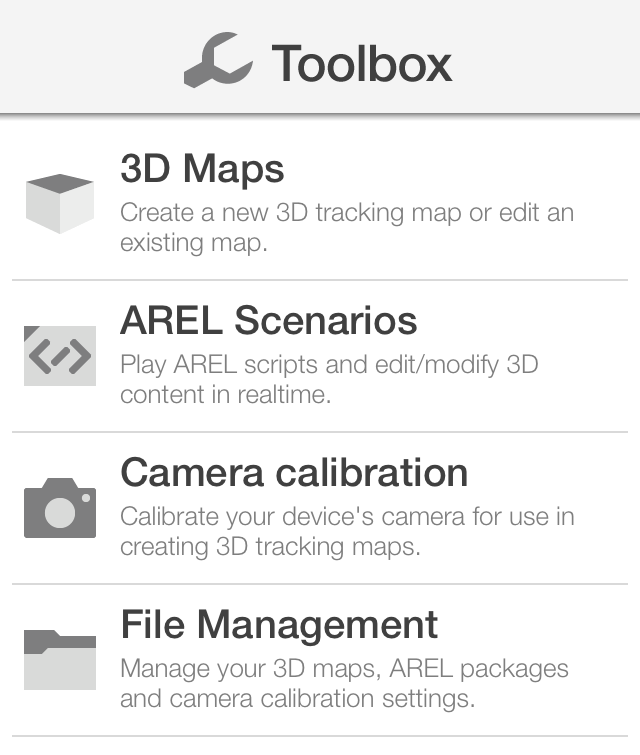 Toolbox
3D Maps
Create a new 3D tracking map or edit an
existing map.
AREL Scenarios
Play AREL scripts and edit/modify 3D
content in realtime.
Camera calibration
Calibrate your device's camera for use in
creating 3D tracking maps.
File Management
Manage your 3D maps, AREL packages
and camera calibration settings.